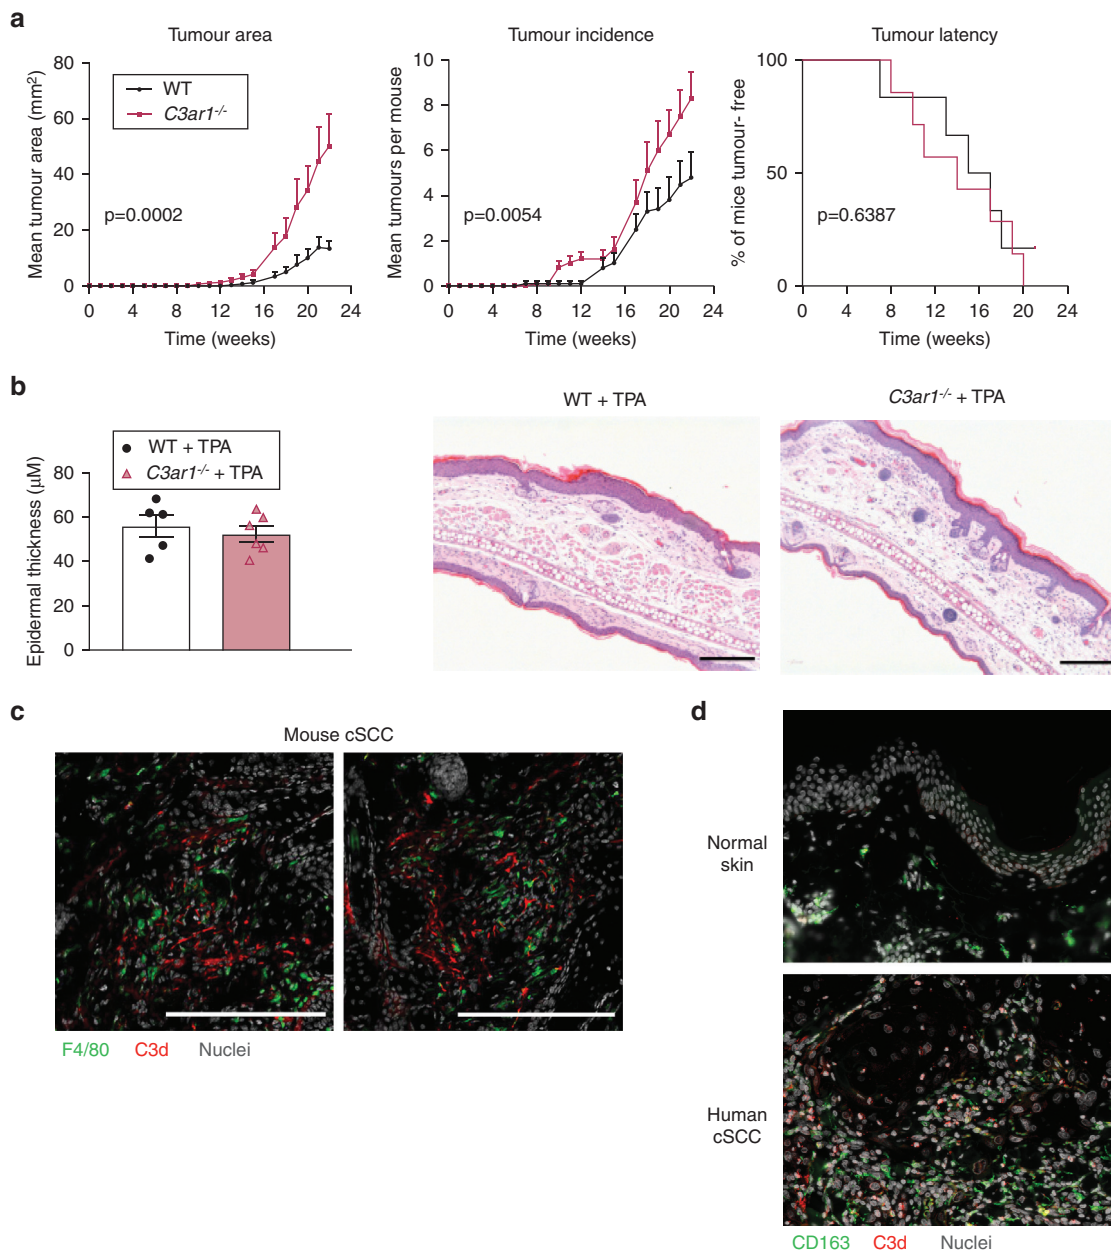 a
Tumour area
Mean tumour area (mm²)
80
60
40
20
0
WT
C3ar1-/-
p=0.0002
0 4 8 12 16 20 24
Time (weeks)
Tumour incidence
Mean tumours per mouse
10
8
6
4
2
0
p=0.0054
0 4 8 12 16 20 24
Time (weeks)
Tumour latency
% of mice tumour- free
100
50
0
p=0.6387
0 4 8 12 16 20 24
Time (weeks)
b
Epidermal thickness (µM)
80
60
40
20
0
WT + TPA
C3ar1-/- + TPA
WT + TPA
C3ar1-/- + TPA
c
Mouse cSCC
F4/80 C3d Nuclei
d
Normal
skin
Human
cSCC
CD163 C3d Nuclei